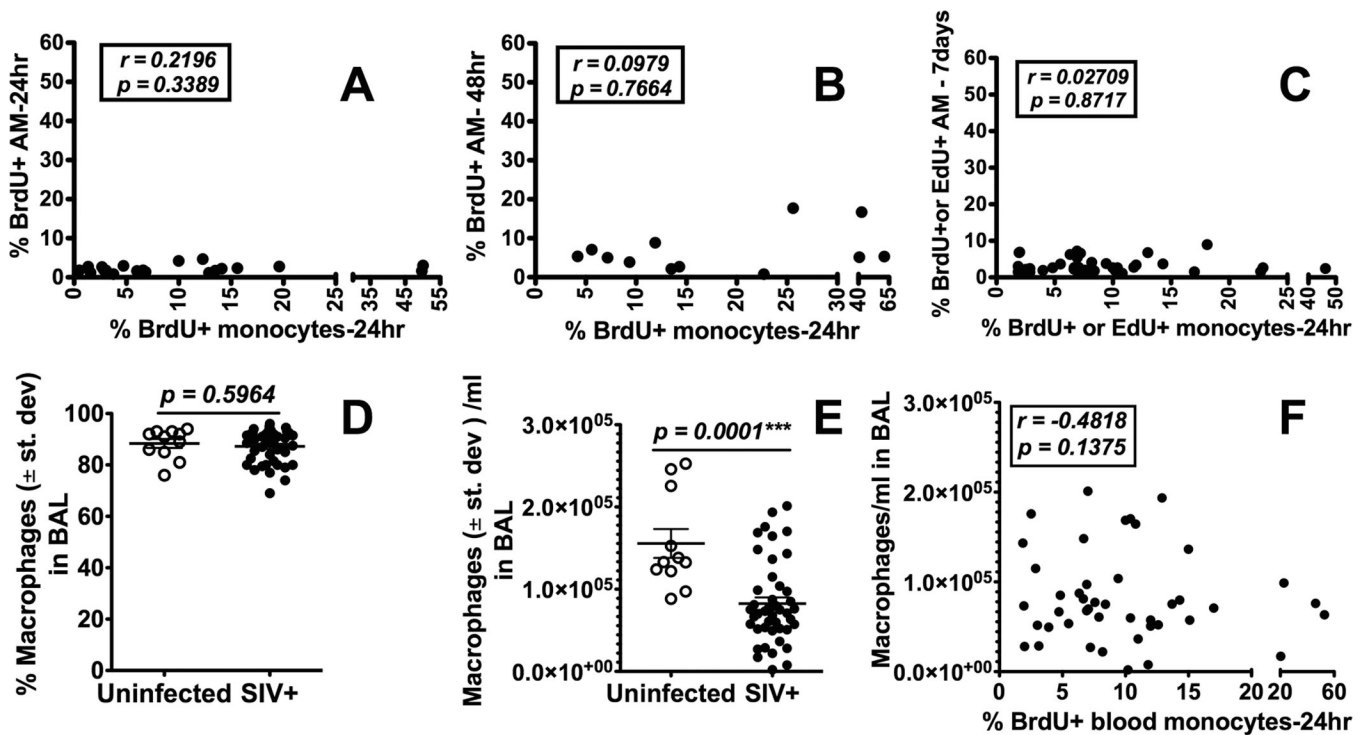 A
r = 0.2196
p = 0.3389
% BrdU+ AM-24hr
60
50
40
30
20
10
0
0 5 10 15 20 25 35 45 55
% BrdU+ monocytes-24hr
B
r = 0.0979
p = 0.7664
% BrdU+ AM- 48hr
60
50
40
30
20
10
0
0 5 10 15 20 25 30 40 65
% BrdU+ monocytes-24hr
C
r = 0.02709
p = 0.8717
% BrdU+or EdU+ AM - 7days
60
50
40
30
20
10
0
0 5 10 15 20 25 40 50
% BrdU+ or EdU+ monocytes-24hr
D
p = 0.5964
% Macrophages (± st. dev)
in BAL
100
80
60
40
20
0
Uninfected SIV+
E
p = 0.0001***
Macrophages (± st. dev ) /ml
in BAL
3.0×10+05
2.0×10+05
1.0×10+05
0.0×10+00
Uninfected SIV+
F
r = -0.4818
p = 0.1375
Macrophages/ml in BAL
3.0×10+05
2.0×10+05
1.0×10+05
0.0×10+00
0 5 10 15 20 20 60
% BrdU+ blood monocytes-24hr